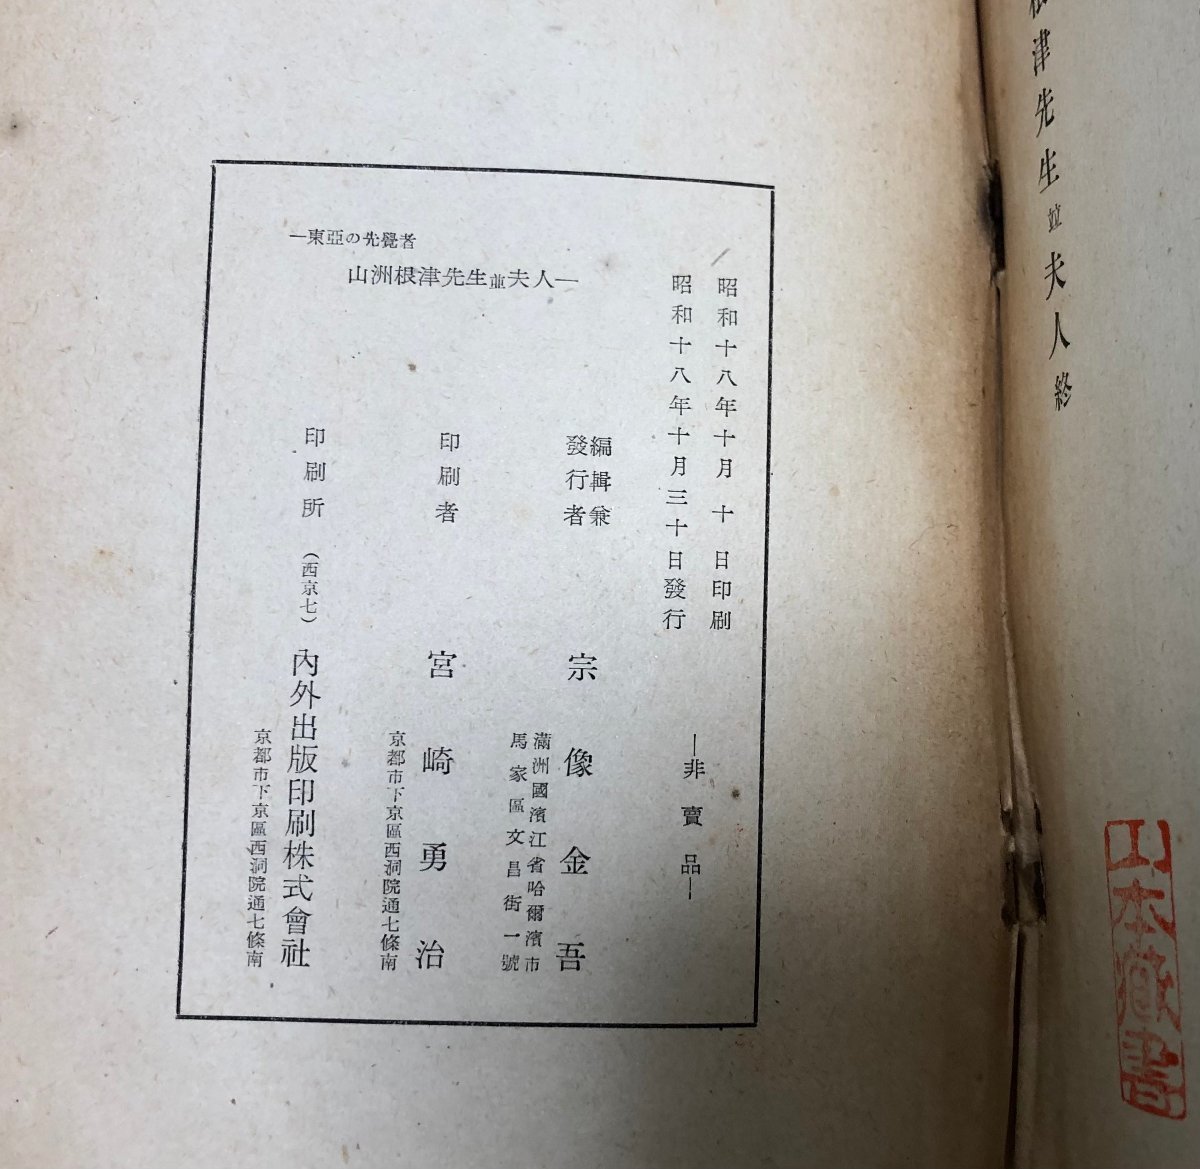 根津先生並夫人終
山本蔵書
―東亞の先覺者
山洲根津先生並夫人―
昭和十八年十月　十　日印刷
昭和十八年十月三十日發行
―非賣品―
編輯兼
發行者
宗像金吾
滿洲國濱江省哈爾濱市
馬家區文昌街一號
印刷者
宮崎勇治
京都市下京區西洞院通七條南
印刷所
（西京七）
內外出版印刷株式會社
京都市下京區西洞院通七條南